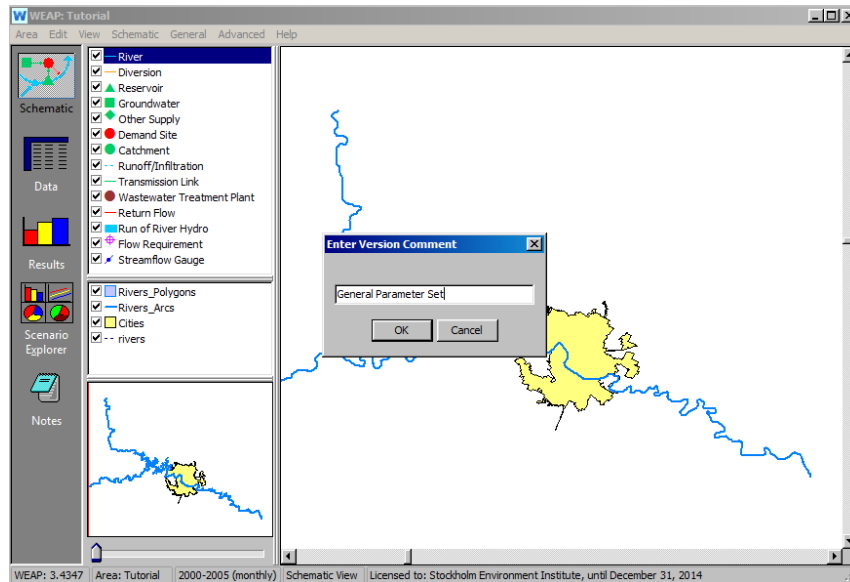 WEAP: Tutorial
Area Edit View Schematic General Advanced Help
Schematic
Data
Results
Scenario
Explorer
Notes
River
Diversion
Reservoir
Groundwater
Other Supply
Demand Site
Catchment
Runoff/Infiltration
Transmission Link
Wastewater Treatment Plant
Return Flow
Run of River Hydro
Flow Requirement
Streamflow Gauge
Rivers_Polygons
Rivers_Arcs
Cities
rivers
Enter Version Comment
General Parameter Set
OK Cancel
WEAP: 3.4347 Area: Tutorial 2000-2005 (monthly) Schematic View Licensed to: Stockholm Environment Institute, until December 31, 2014